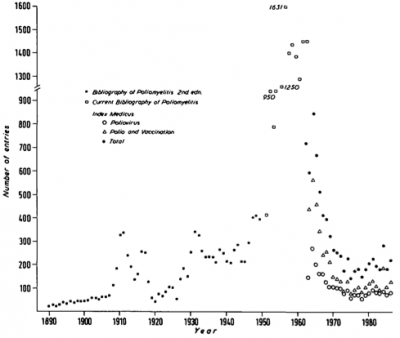 1600
1500
1400
1300
1100
900
800
700
600
500
400
300
200
100
Number of entries
1631
950
1250
Bibliography of Poliomyelitis 2nd edn.
Current Bibliography of Poliomyelitis
Index Medicus
Poliovirus
Polio and Vaccination
Total
1890 1900 1910 1920 1930 1940 1950 1960 1970 1980
Year